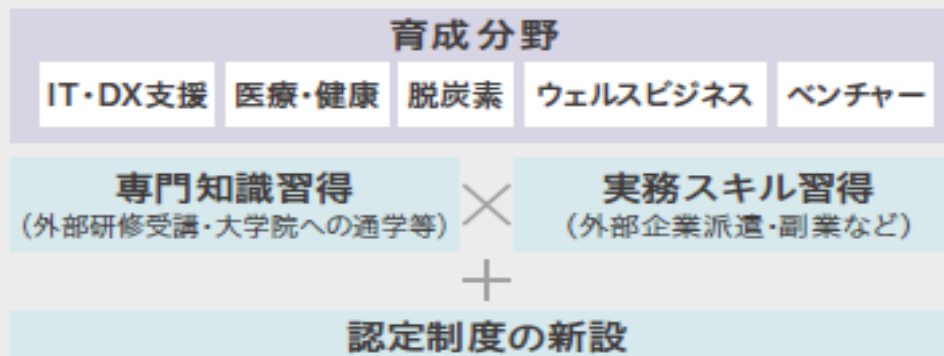 育成分野
IT・DX支援 医療・健康 脱炭素 ウェルスビジネス ベンチャー
専門知識習得 × 実務スキル習得
（外部研修受講・大学院への通学等） （外部企業派遣・副業など）
＋
認定制度の新設